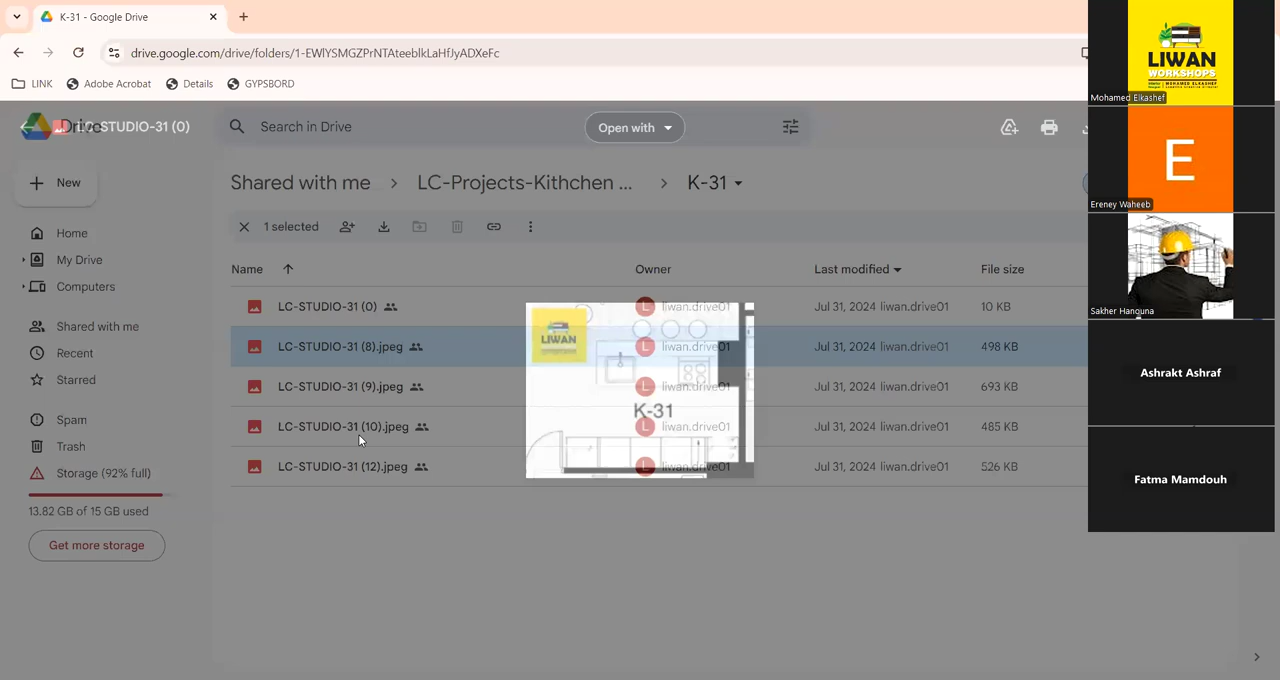 K-31 - Google Drive
drive.google.com/drive/folders/1-EWlYSMGZPrNTAteeblkLaHfJyADXeFc
LINK
Adobe Acrobat
Details
GYPSBORD
Drive
LC-STUDIO-31 (0)
Search in Drive
Open with
New
Shared with me
LC-Projects-Kithchen ...
K-31
1 selected
Home
My Drive
Computers
Shared with me
Recent
Starred
Spam
Trash
Storage (92% full)
13.82 GB of 15 GB used
Get more storage
Name
Owner
Last modified
File size
LC-STUDIO-31 (0)
L
liwan.drive01
Jul 31, 2024 liwan.drive01
10 KB
LC-STUDIO-31 (8).jpeg
L
liwan.drive01
Jul 31, 2024 liwan.drive01
498 KB
LC-STUDIO-31 (9).jpeg
L
liwan.drive01
Jul 31, 2024 liwan.drive01
693 KB
LC-STUDIO-31 (10).jpeg
L
liwan.drive01
Jul 31, 2024 liwan.drive01
485 KB
LC-STUDIO-31 (12).jpeg
L
liwan.drive01
Jul 31, 2024 liwan.drive01
526 KB
LIWAN
K-31
LIWAN
WORKSHOPS
Mohamed Elkashef
E
Ereney Waheeb
Sakher Hanouna
Ashrakt Ashraf
Fatma Mamdouh